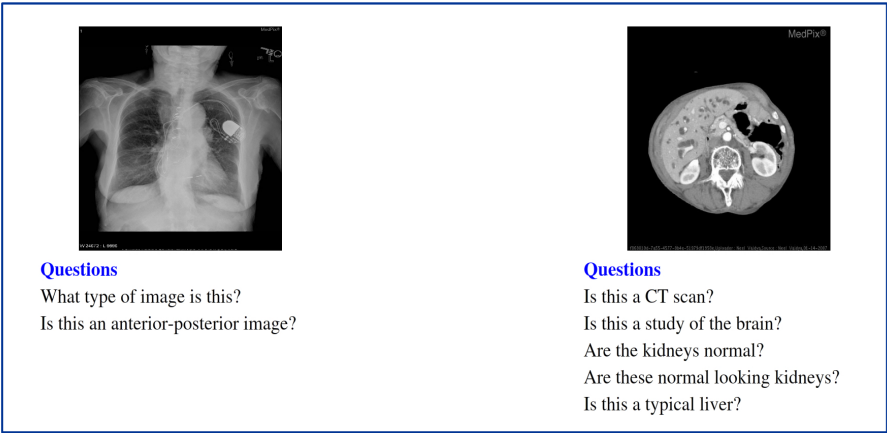 MedPix®
MedPix®
Questions
What type of image is this?
Is this an anterior-posterior image?
Questions
Is this a CT scan?
Is this a study of the brain?
Are the kidneys normal?
Are these normal looking kidneys?
Is this a typical liver?